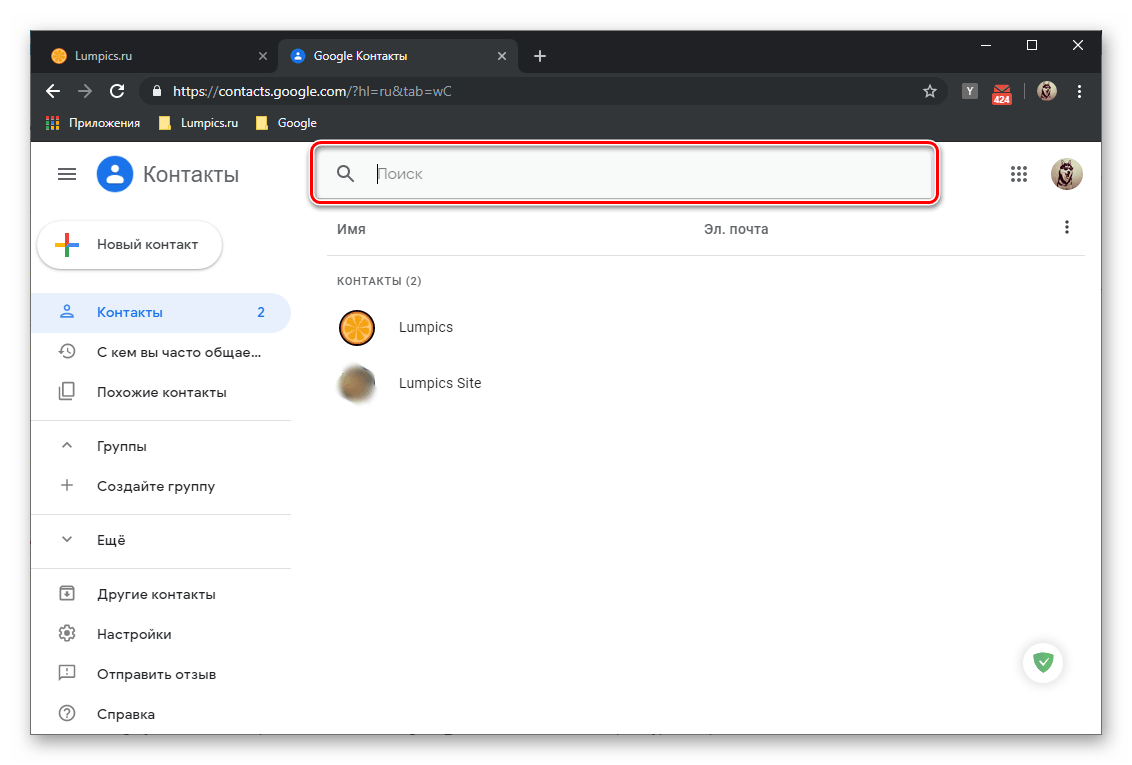 Lumpics.ru
Google Контакты
https://contacts.google.com/?hl=ru&tab=wC
Y
424
Приложения
Lumpics.ru
Google
Контакты
Поиск
Новый контакт
Имя
Эл. почта
КОНТАКТЫ (2)
Контакты 2
Lumpics
С кем вы часто общае...
Lumpics Site
Похожие контакты
Группы
Создайте группу
Ещё
Другие контакты
Настройки
Отправить отзыв
Справка